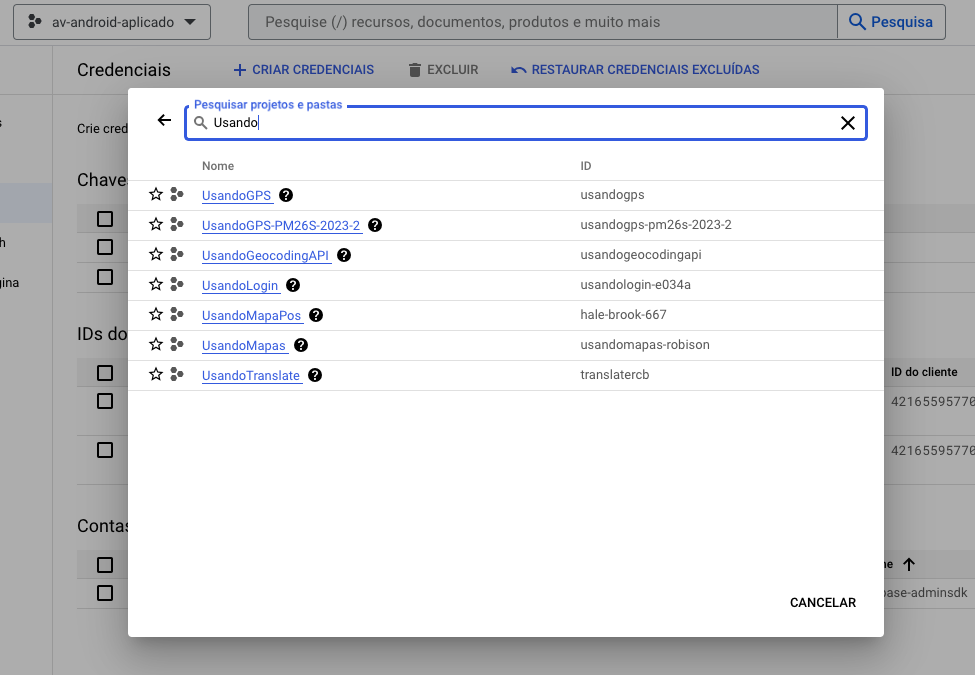 av-android-aplicado
Pesquise (/) recursos, documentos, produtos e muito mais
Pesquisa
Credenciais
CRIAR CREDENCIAIS
EXCLUIR
RESTAURAR CREDENCIAIS EXCLUÍDAS
Pesquisar projetos e pastas
Usando
Crie cred
Nome ID
Chaves
UsandoGPS usandogps
UsandoGPS-PM26S-2023-2 usandogps-pm26s-2023-2
h
UsandoGeocodingAPI usandogeocodingapi
gina
UsandoLogin usandologin-e034a
UsandoMapaPos hale-brook-667
IDs do
UsandoMapas usandomapas-robison
UsandoTranslate translatercb
ID do cliente
42165595770
42165595770
Contas
ne
base-adminsdk
CANCELAR